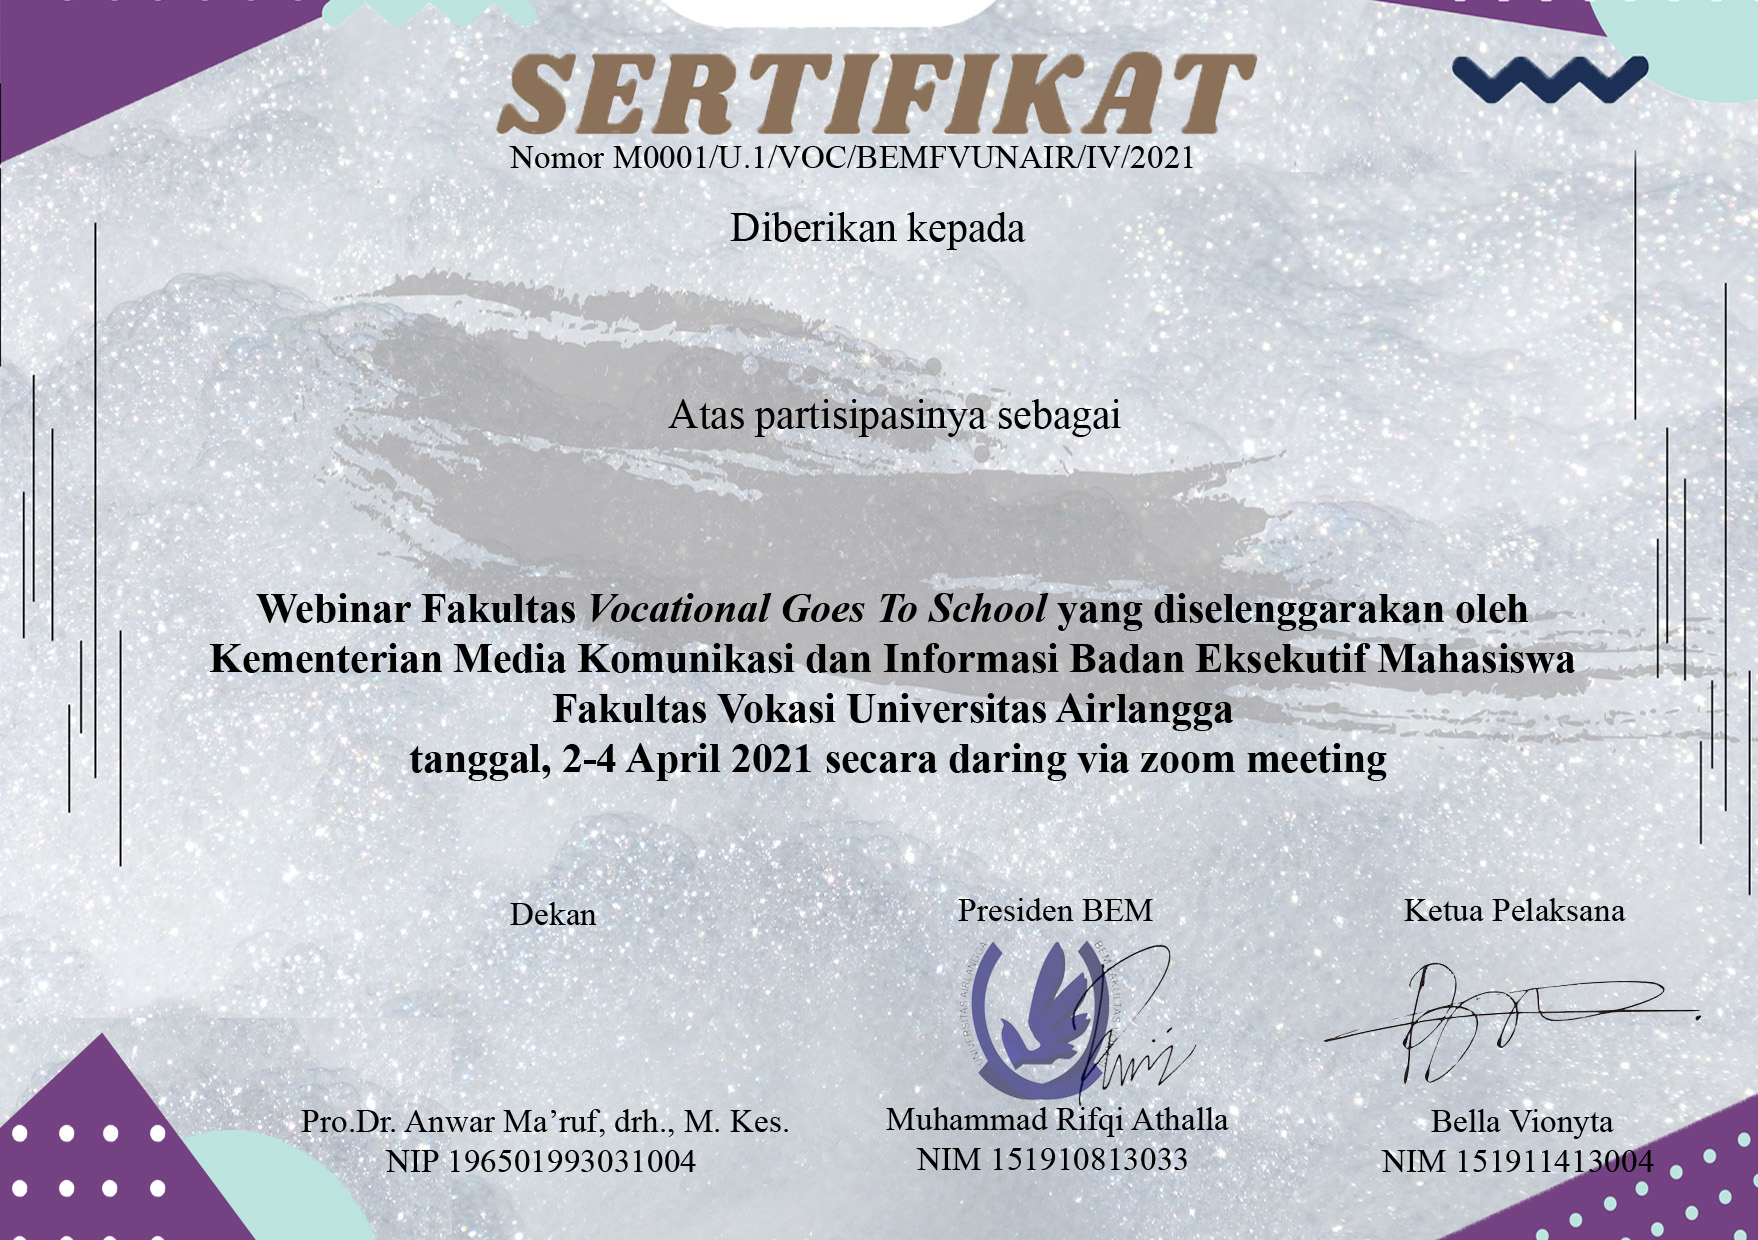 SERTIFIKAT
Nomor M0001/U.1/VOC/BEMFVUNAIR/IV/2021
Diberikan kepada
Atas partisipasinya sebagai
Webinar Fakultas Vocational Goes To School yang diselenggarakan oleh
Kementerian Media Komunikasi dan Informasi Badan Eksekutif Mahasiswa
Fakultas Vokasi Universitas Airlangga
tanggal, 2-4 April 2021 secara daring via zoom meeting
Dekan
Pro.Dr. Anwar Ma’ruf, drh., M. Kes.
NIP 196501993031004
Presiden BEM
UNIVERSITAS AIRLANGGA
BEM FAKULTAS
Muhammad Rifqi Athalla
NIM 151910813033
Ketua Pelaksana
Bella Vionyta
NIM 151911413004